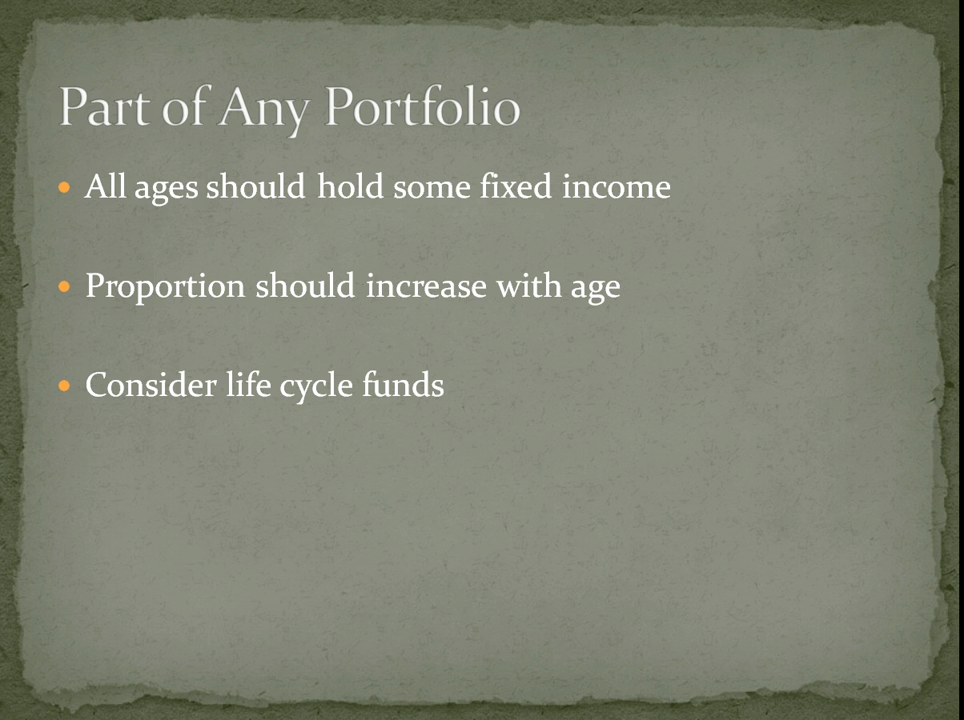 Part of Any Portfolio
All ages should hold some fixed income
Proportion should increase with age
Consider life cycle funds